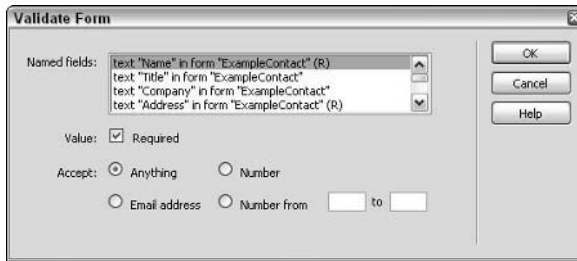 Validate Form
Named fields:
text "Name" in form "ExampleContact" (R)
text "Title" in form "ExampleContact"
text "Company" in form "ExampleContact"
text "Address" in form "ExampleContact" (R)
OK
Cancel
Help
Value: Required
Accept: Anything Number
Email address Number from to